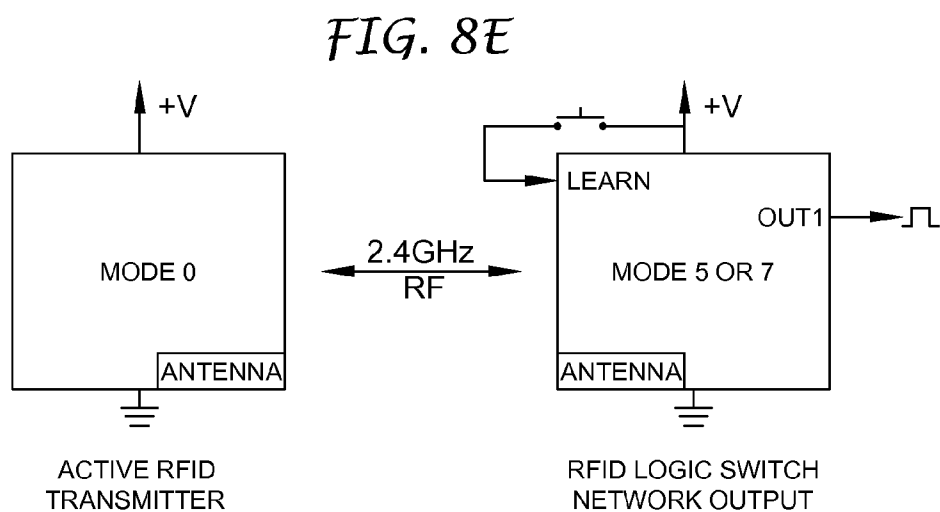 FIG. 8E
+V
+V
LEARN
OUT1
2.4GHz
RF
MODE 0
MODE 5 OR 7
ANTENNA
ANTENNA
ACTIVE RFID
TRANSMITTER
RFID LOGIC SWITCH
NETWORK OUTPUT